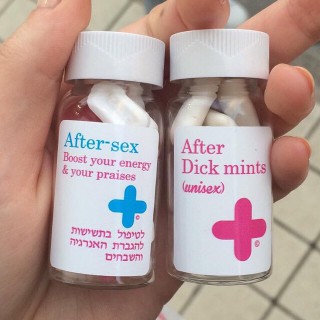 After-sex
Boost your energy
& your praises
©
לטיפול בתשישות
להגברת האנרגיה
והשבחים
After
Dick mints
(unisex)
©